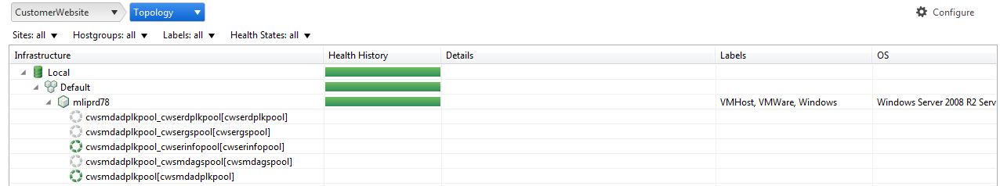 CustomerWebsite Topology Configure
Sites: all Hostgroups: all Labels: all Health States: all
Infrastructure Health History Details Labels OS
Local
Default
mliprd78 VMHost, VMWare, Windows Windows Server 2008 R2 Serv
cwsmdadplkpool_cwserdplkpool[cwserdplkpool]
cwsmdadplkpool_cwsergspool[cwsergspool]
cwsmdadplkpool_cwserinfopool[cwserinfopool]
cwsmdadplkpool_cwsmdagspool[cwsmdagspool]
cwsmdadplkpool[cwsmdadplkpool]